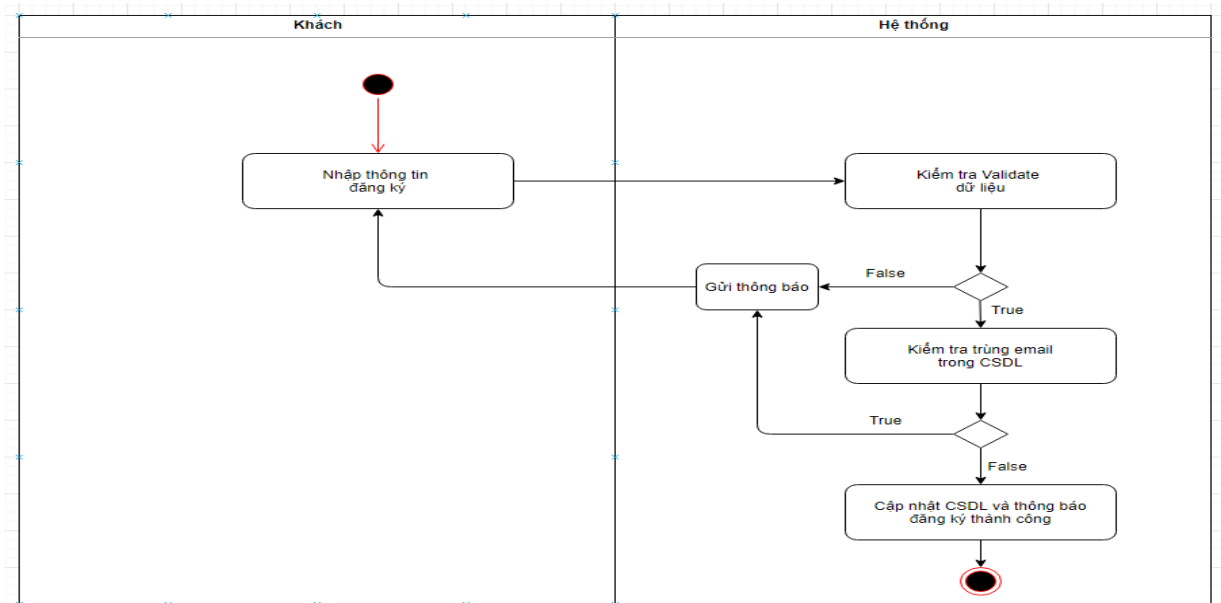 Khách
Hệ thống
Nhập thông tin
đăng ký
Kiểm tra Validate
dữ liệu
Gửi thông báo
False
True
Kiểm tra trùng email
trong CSDL
True
False
Cập nhật CSDL và thông báo
đăng ký thành công